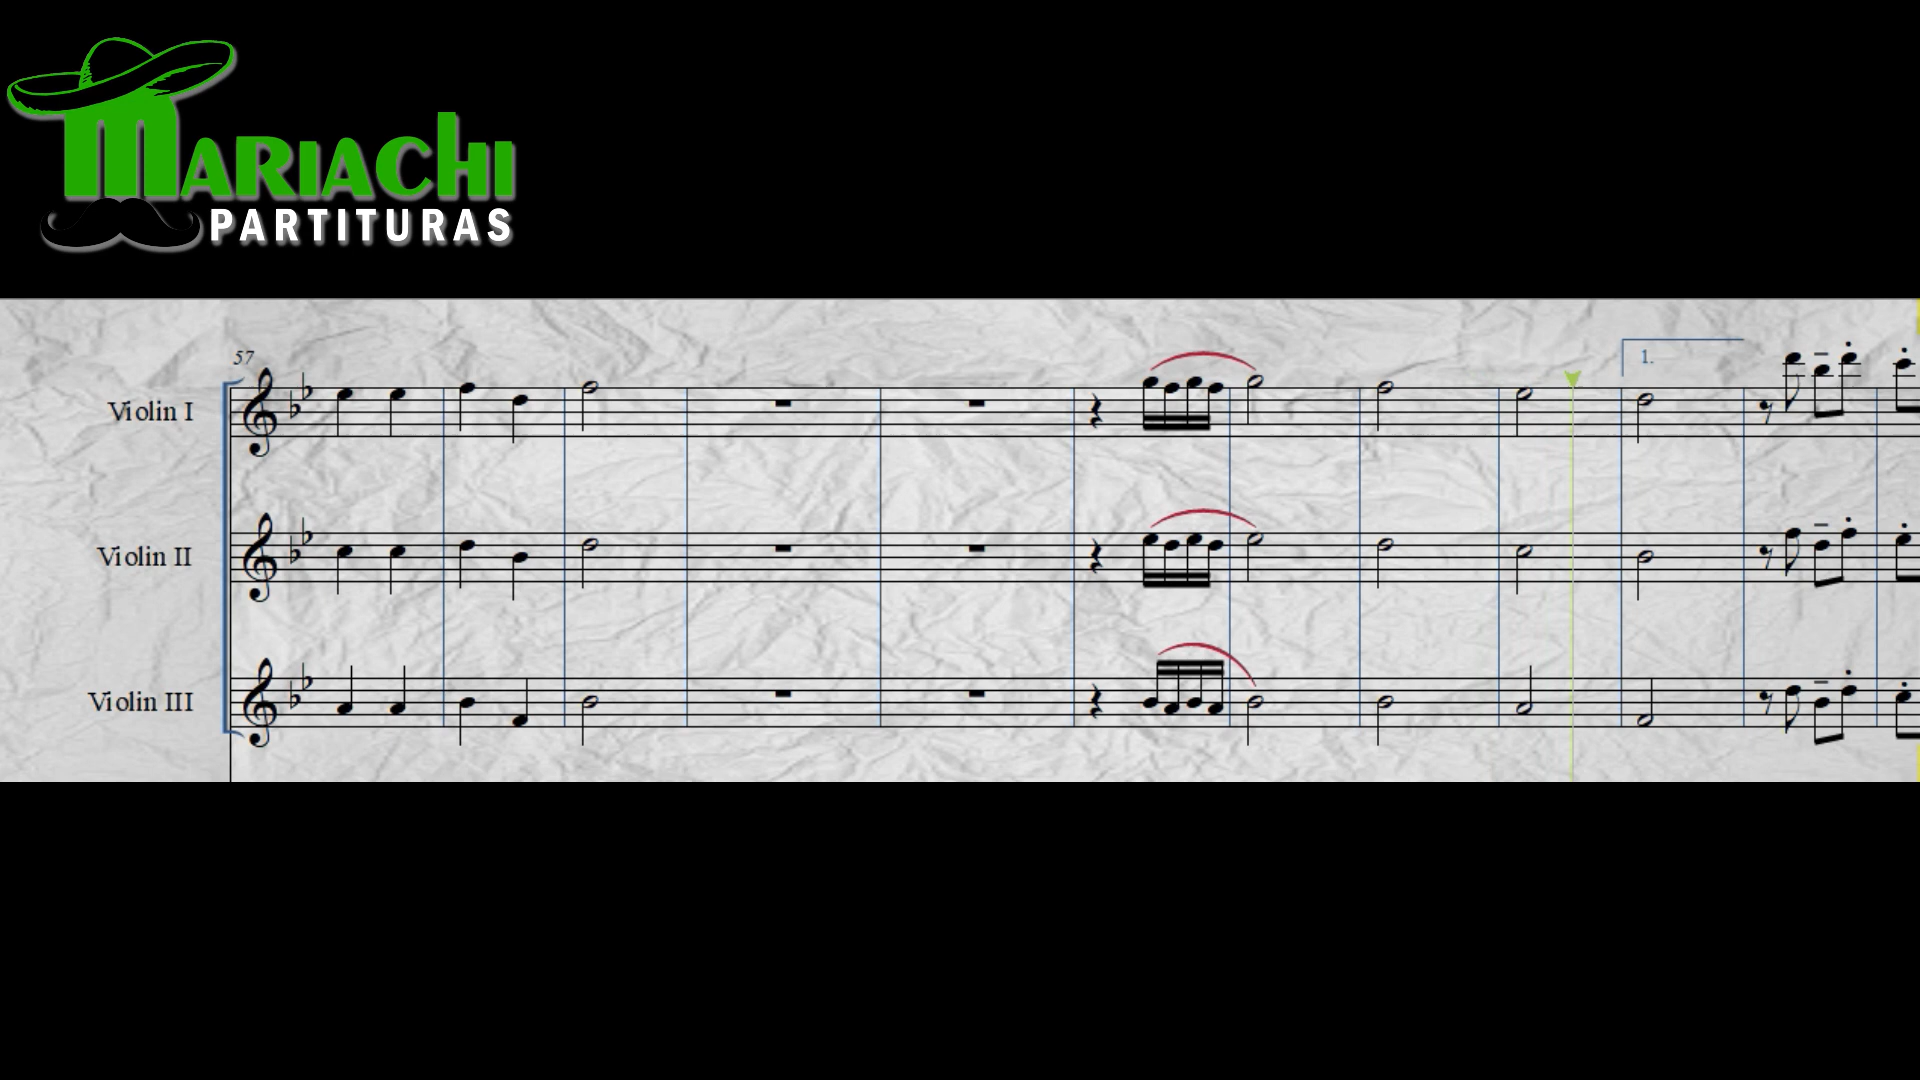 MARIACHI
PARTITURAS
57
1.
Violin I
Violin II
Violin III